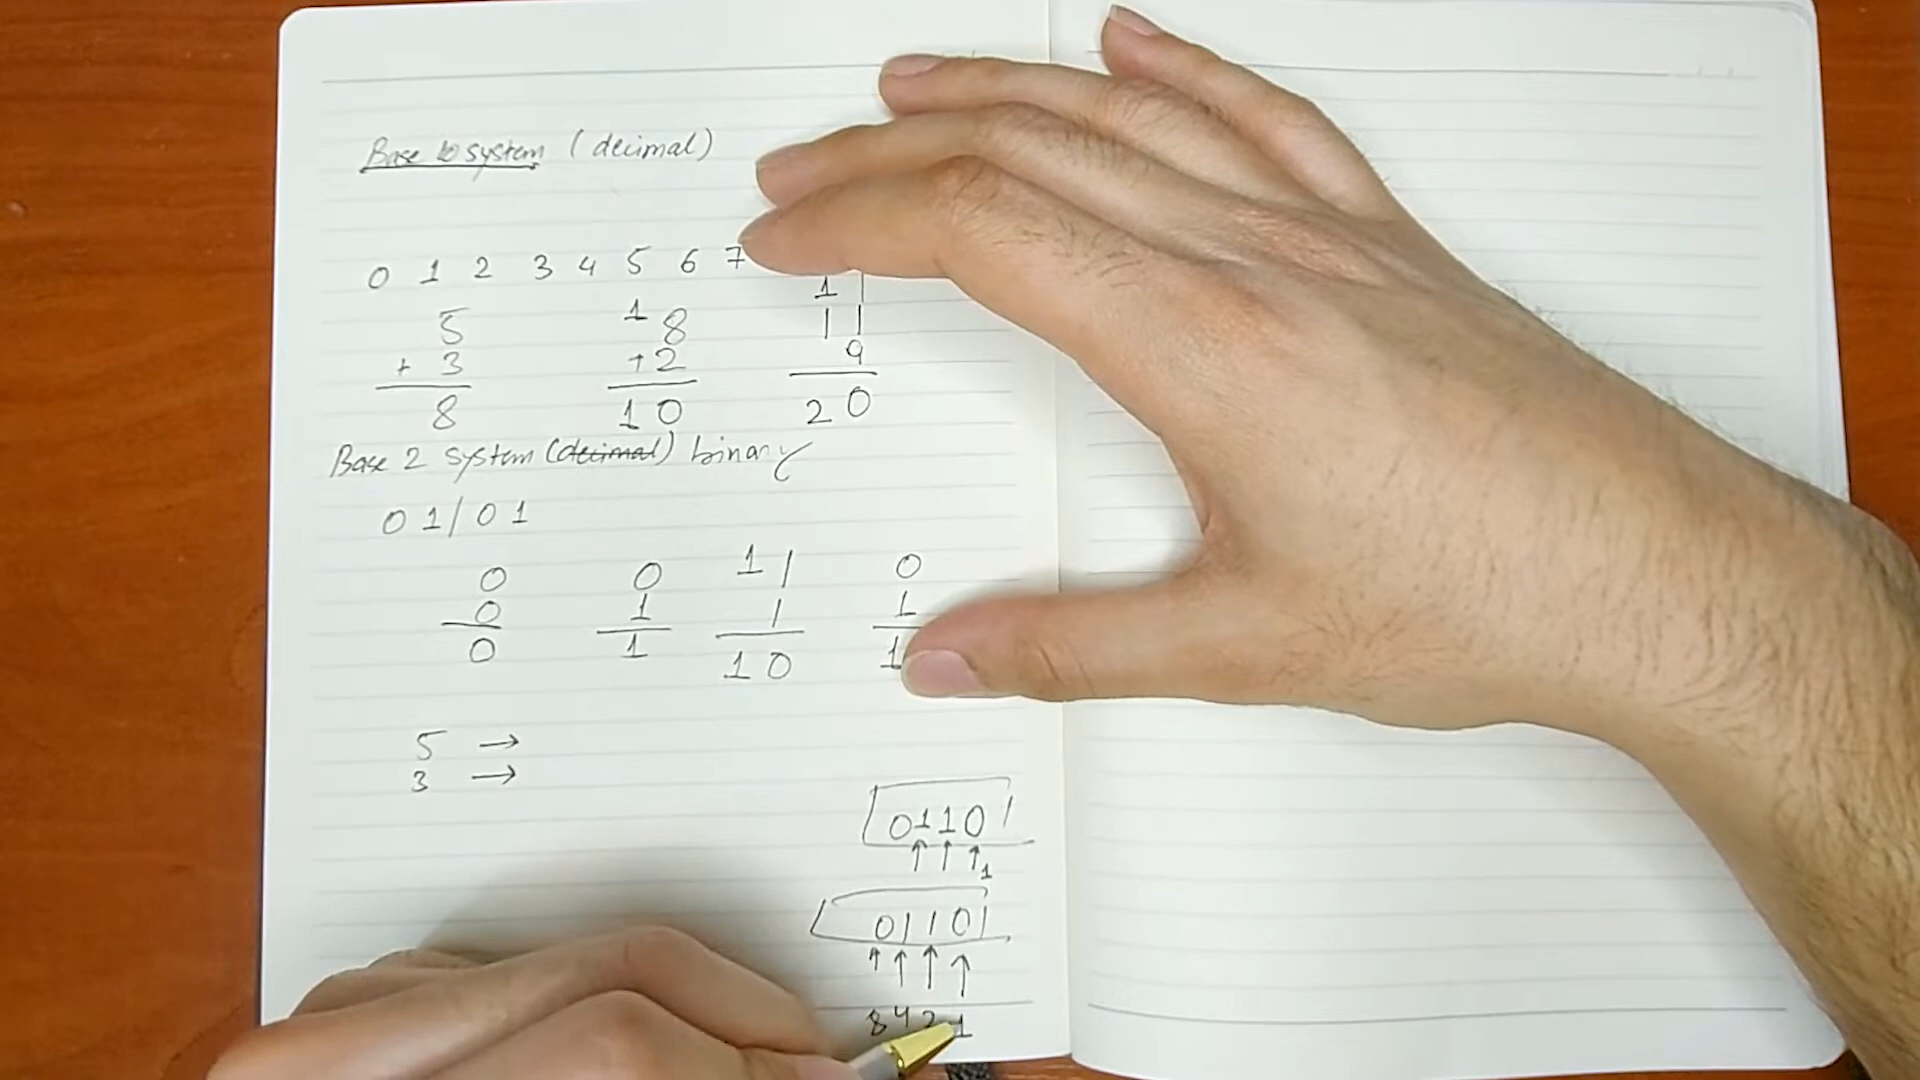 Base 10 system (decimal)
0 1 2 3 4 5 6 7
1
5 1 8 1 1
+ 3 + 2 9
8 1 0 2 0
Base 2 system (decimal) binary
0 1 / 0 1
0 0 1 1 0
0 1 1 1
0 1 1 0 1
5 →
3 →
0 1 1 0 1
↑ ↑ ↑ 1
0 1 1 0 1
↑ ↑ ↑ ↑
8 4 2 1